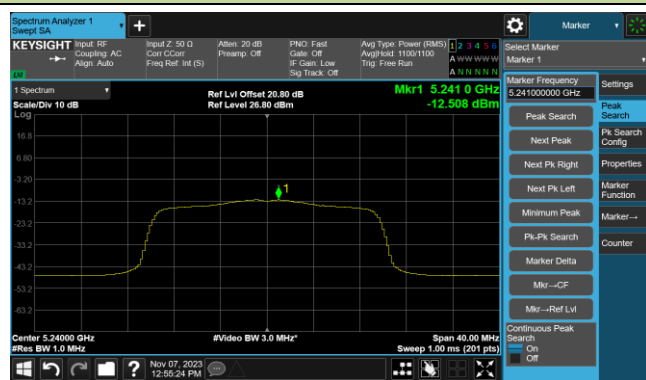 Spectrum Analyzer 1
Swept SA
+
Marker
KEYSIGHT
Input: RF
Coupling: AC
Align: Auto
Input Z: 50 Ω
Corr CCorr
Freq Ref: Int (S)
Atten: 20 dB
Preamp: Off
PNO: Fast
Gate: Off
IF Gain: Low
Sig Track: Off
Avg Type: Power (RMS)
Avg|Hold: 1100/1100
Trig: Free Run
1 2 3 4 5 6
A W W W W W
A N N N N N
LXI
Select Marker
Marker 1
1 Spectrum
Scale/Div 10 dB
Log
Ref Lvl Offset 20.80 dB
Ref Level 26.80 dBm
Mkr1 5.241 0 GHz
-12.508 dBm
16.8
6.80
-3.20
-13.2
-23.2
-33.2
-43.2
-53.2
-63.2
1
Center 5.24000 GHz
#Res BW 1.0 MHz
#Video BW 3.0 MHz*
Span 40.00 MHz
Sweep 1.00 ms (201 pts)
Marker Frequency
5.241000000 GHz
Peak Search
Next Peak
Next Pk Right
Next Pk Left
Minimum Peak
Pk-Pk Search
Marker Delta
Mkr→CF
Mkr→Ref Lvl
Continuous Peak
Search
On
Off
Settings
Peak
Search
Pk Search
Config
Properties
Marker
Function
Marker→
Counter
?
Nov 07, 2023
12:55:24 PM